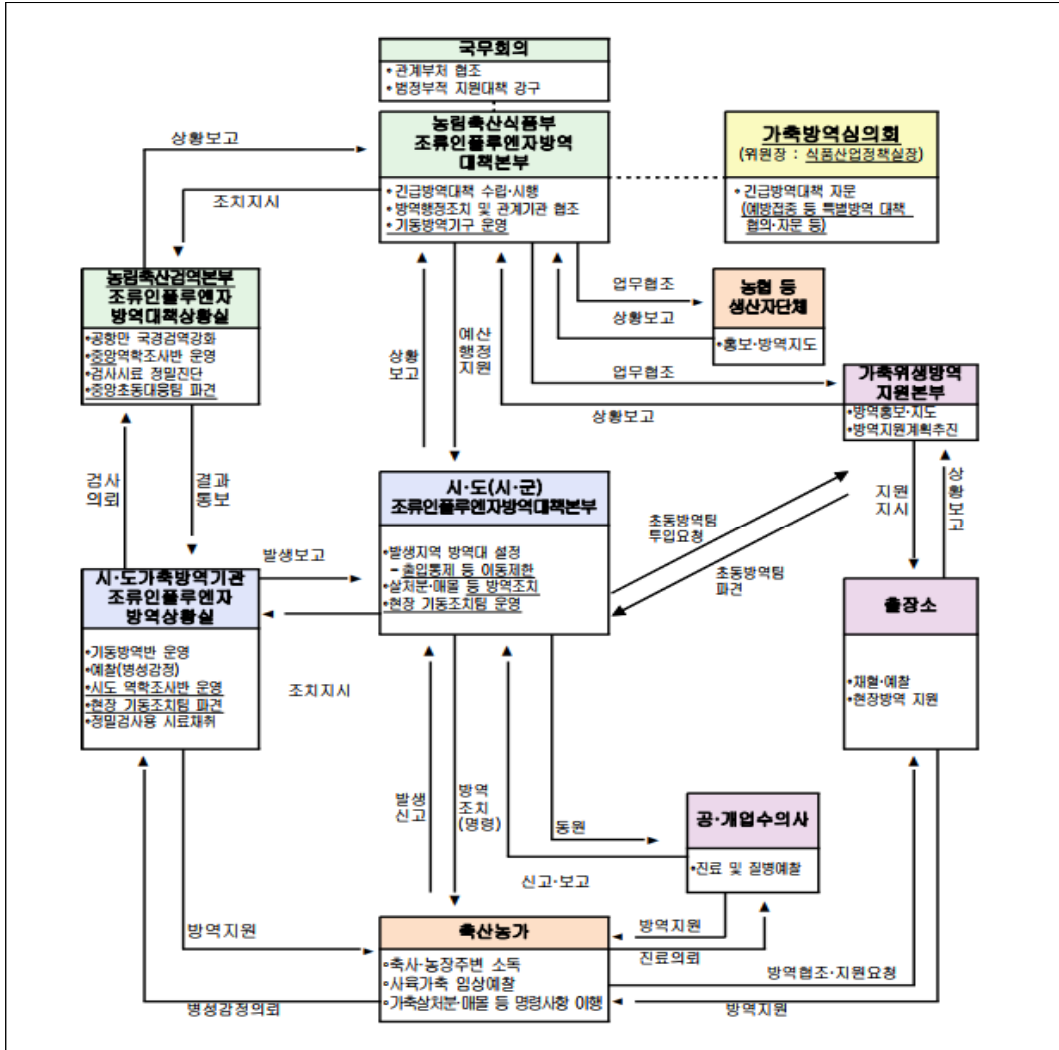 국무회의
•관계부처 협조
•범정부적 지원대책 강구
농림축산식품부
조류인플루엔자방역
대책본부
•긴급방역대책 수립·시행
•방역행정조치 및 관계기관 협조
•기동방역기구 운영
가축방역심의회
(위원장 : 식품산업정책실장)
•긴급방역대책 자문
(예방접종 등 특별방역 대책
협의·자문 등)
상황보고
조치지시
농림축산검역본부
조류인플루엔자
방역대책상황실
•공항만 국경검역강화
•중앙역학조사반 운영
•검사시료 정밀진단
•중앙초동대응팀 파견
상황
보고
예산
행정
지원
업무협조
상황보고
농협 등
생산자단체
•홍보·방역지도
업무협조
상황보고
가축위생방역
지원본부
•방역홍보·지도
•방역지원계획추진
검사
의뢰
결과
통보
시·도(시·군)
조류인플루엔자방역대책본부
•발생지역 방역대 설정
- 출입통제 등 이동제한
•살처분·매몰 등 방역조치
•현장 기동조치팀 운영
초동방역팀
투입요청
초동방역팀
파견
지원
지시
상
황
보
고
발생보고
시·도가축방역기관
조류인플루엔자
방역상황실
•기동방역반 운영
•예찰(병성감정)
•시도 역학조사반 운영
•현장 기동조치팀 파견
•정밀검사용 시료채취
조치지시
출장소
•채혈·예찰
•현장방역 지원
발생
신고
방역
조치
(명령)
동원
신고·보고
공·개업수의사
•진료 및 질병예찰
방역지원
방역지원
진료의뢰
축산농가
∘축사·농장주변 소독
∘사육가축 임상예찰
∘가축살처분·매몰 등 명령사항 이행
병성감정의뢰
방역협조·지원요청
방역지원